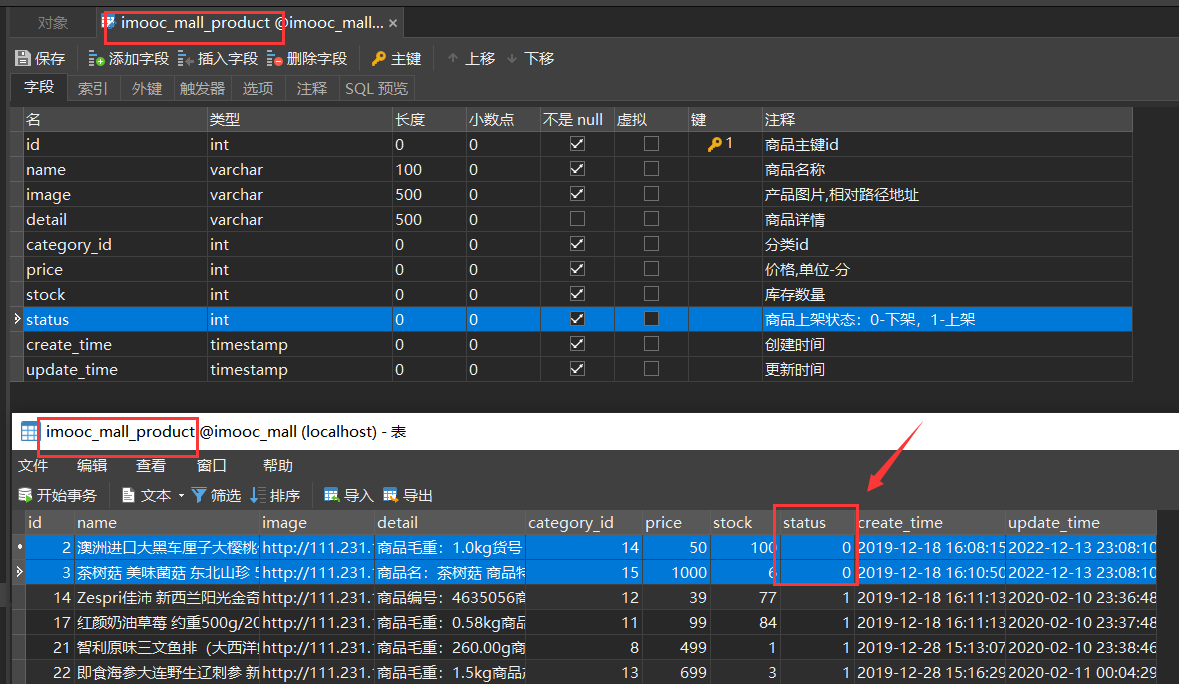 对象 imooc_mall_product @imooc_mall... ×
保存 添加字段 插入字段 删除字段 主键 上移 下移
字段 索引 外键 触发器 选项 注释 SQL 预览
名 类型 长度 小数点 不是 null 虚拟 键 注释
id int 0 0 1 商品主键id
name varchar 100 0 商品名称
image varchar 500 0 产品图片,相对路径地址
detail varchar 500 0 商品详情
category_id int 0 0 分类id
price int 0 0 价格,单位-分
stock int 0 0 库存数量
status int 0 0 商品上架状态：0-下架，1-上架
create_time timestamp 0 0 创建时间
update_time timestamp 0 0 更新时间
imooc_mall_product @imooc_mall (localhost) - 表
文件 编辑 查看 窗口 帮助
开始事务 文本 筛选 排序 导入 导出
id name image detail category_id price stock status create_time update_time
2 澳洲进口大黑车厘子大樱桃 http://111.231. 商品毛重：1.0kg货号 14 50 100 0 2019-12-18 16:08:15 2022-12-13 23:08:10
3 茶树菇 美味菌菇 东北山珍 http://111.231. 商品名：茶树菇 商品特 15 1000 6 0 2019-12-18 16:10:50 2022-12-13 23:08:10
14 Zespri佳沛 新西兰阳光金奇 http://111.231. 商品编号：4635056商 12 39 77 1 2019-12-18 16:11:13 2020-02-10 23:36:48
17 红颜奶油草莓 约重500g/20 http://111.231. 商品毛重：0.58kg商品 11 99 84 1 2019-12-18 16:11:13 2020-02-10 23:37:48
21 智利原味三文鱼排（大西洋 http://111.231. 商品毛重：260.00g商 8 499 1 1 2019-12-28 15:13:07 2020-02-10 23:38:46
22 即食海参大连野生辽刺参 新 http://111.231. 商品毛重：1.5kg商品 13 699 3 1 2019-12-28 15:16:29 2020-02-11 00:04:29